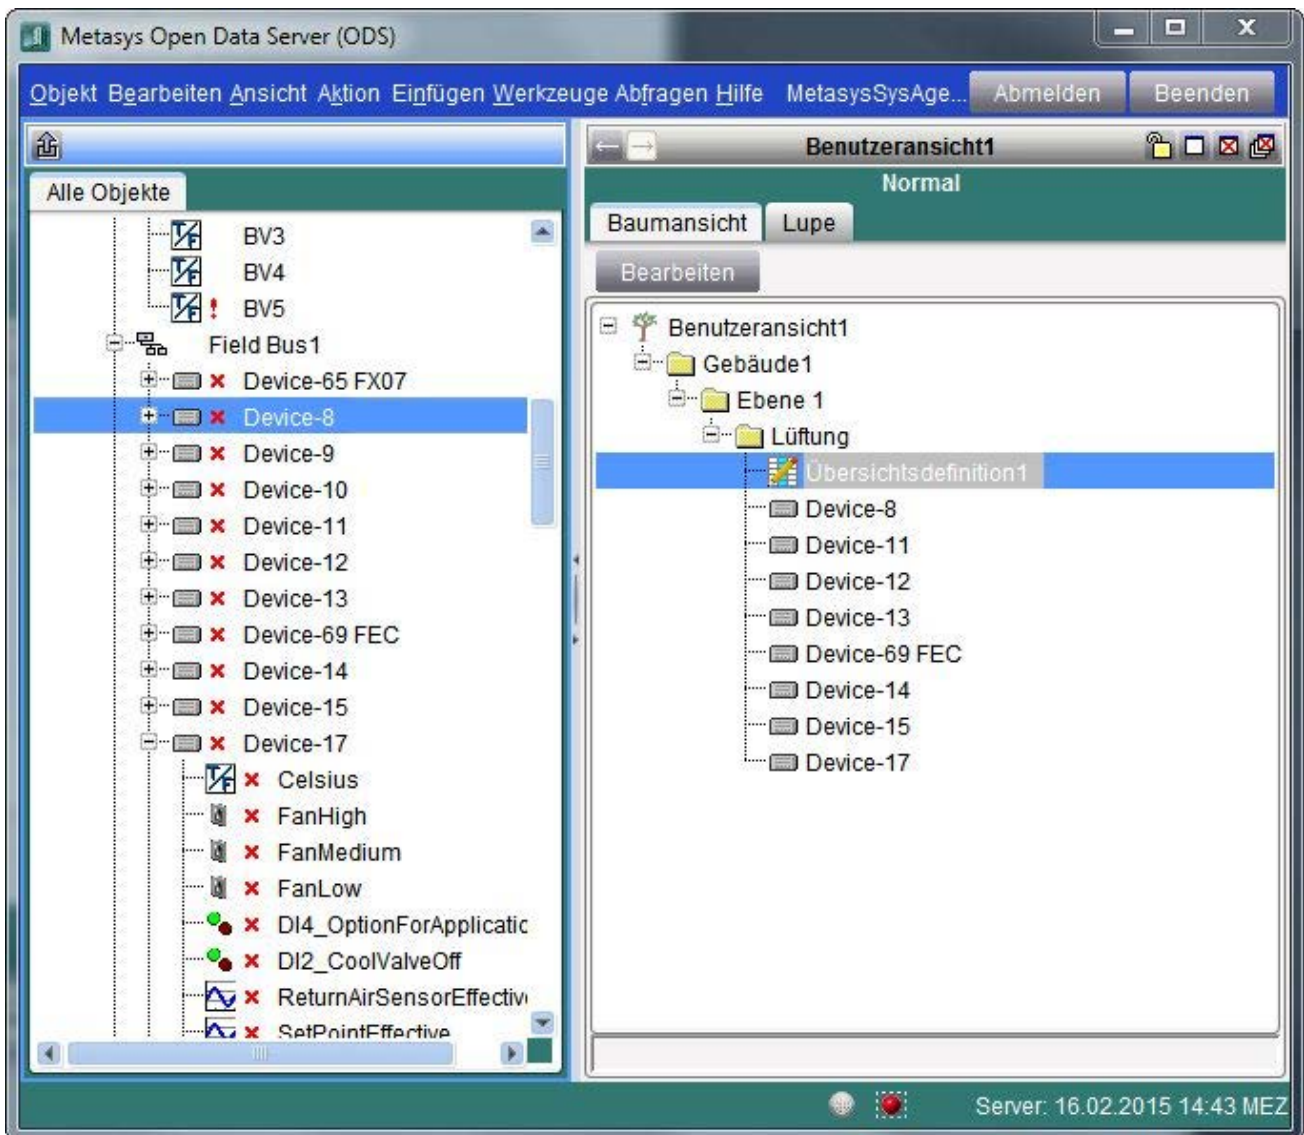 Metasys Open Data Server (ODS)
Objekt Bearbeiten Ansicht Aktion Einfügen Werkzeuge Abfragen Hilfe MetasysSysAge... Abmelden Beenden
Alle Objekte
BV3
BV4
BV5
Field Bus1
Device-65 FX07
Device-8
Device-9
Device-10
Device-11
Device-12
Device-13
Device-69 FEC
Device-14
Device-15
Device-17
Celsius
FanHigh
FanMedium
FanLow
DI4_OptionForApplicatic
DI2_CoolValveOff
ReturnAirSensorEffectiv
SetPointEffective
Benutzeransicht1
Normal
Baumansicht Lupe
Bearbeiten
Benutzeransicht1
Gebäude1
Ebene 1
Lüftung
Übersichtsdefinition1
Device-8
Device-11
Device-12
Device-13
Device-69 FEC
Device-14
Device-15
Device-17
Server: 16.02.2015 14:43 MEZ